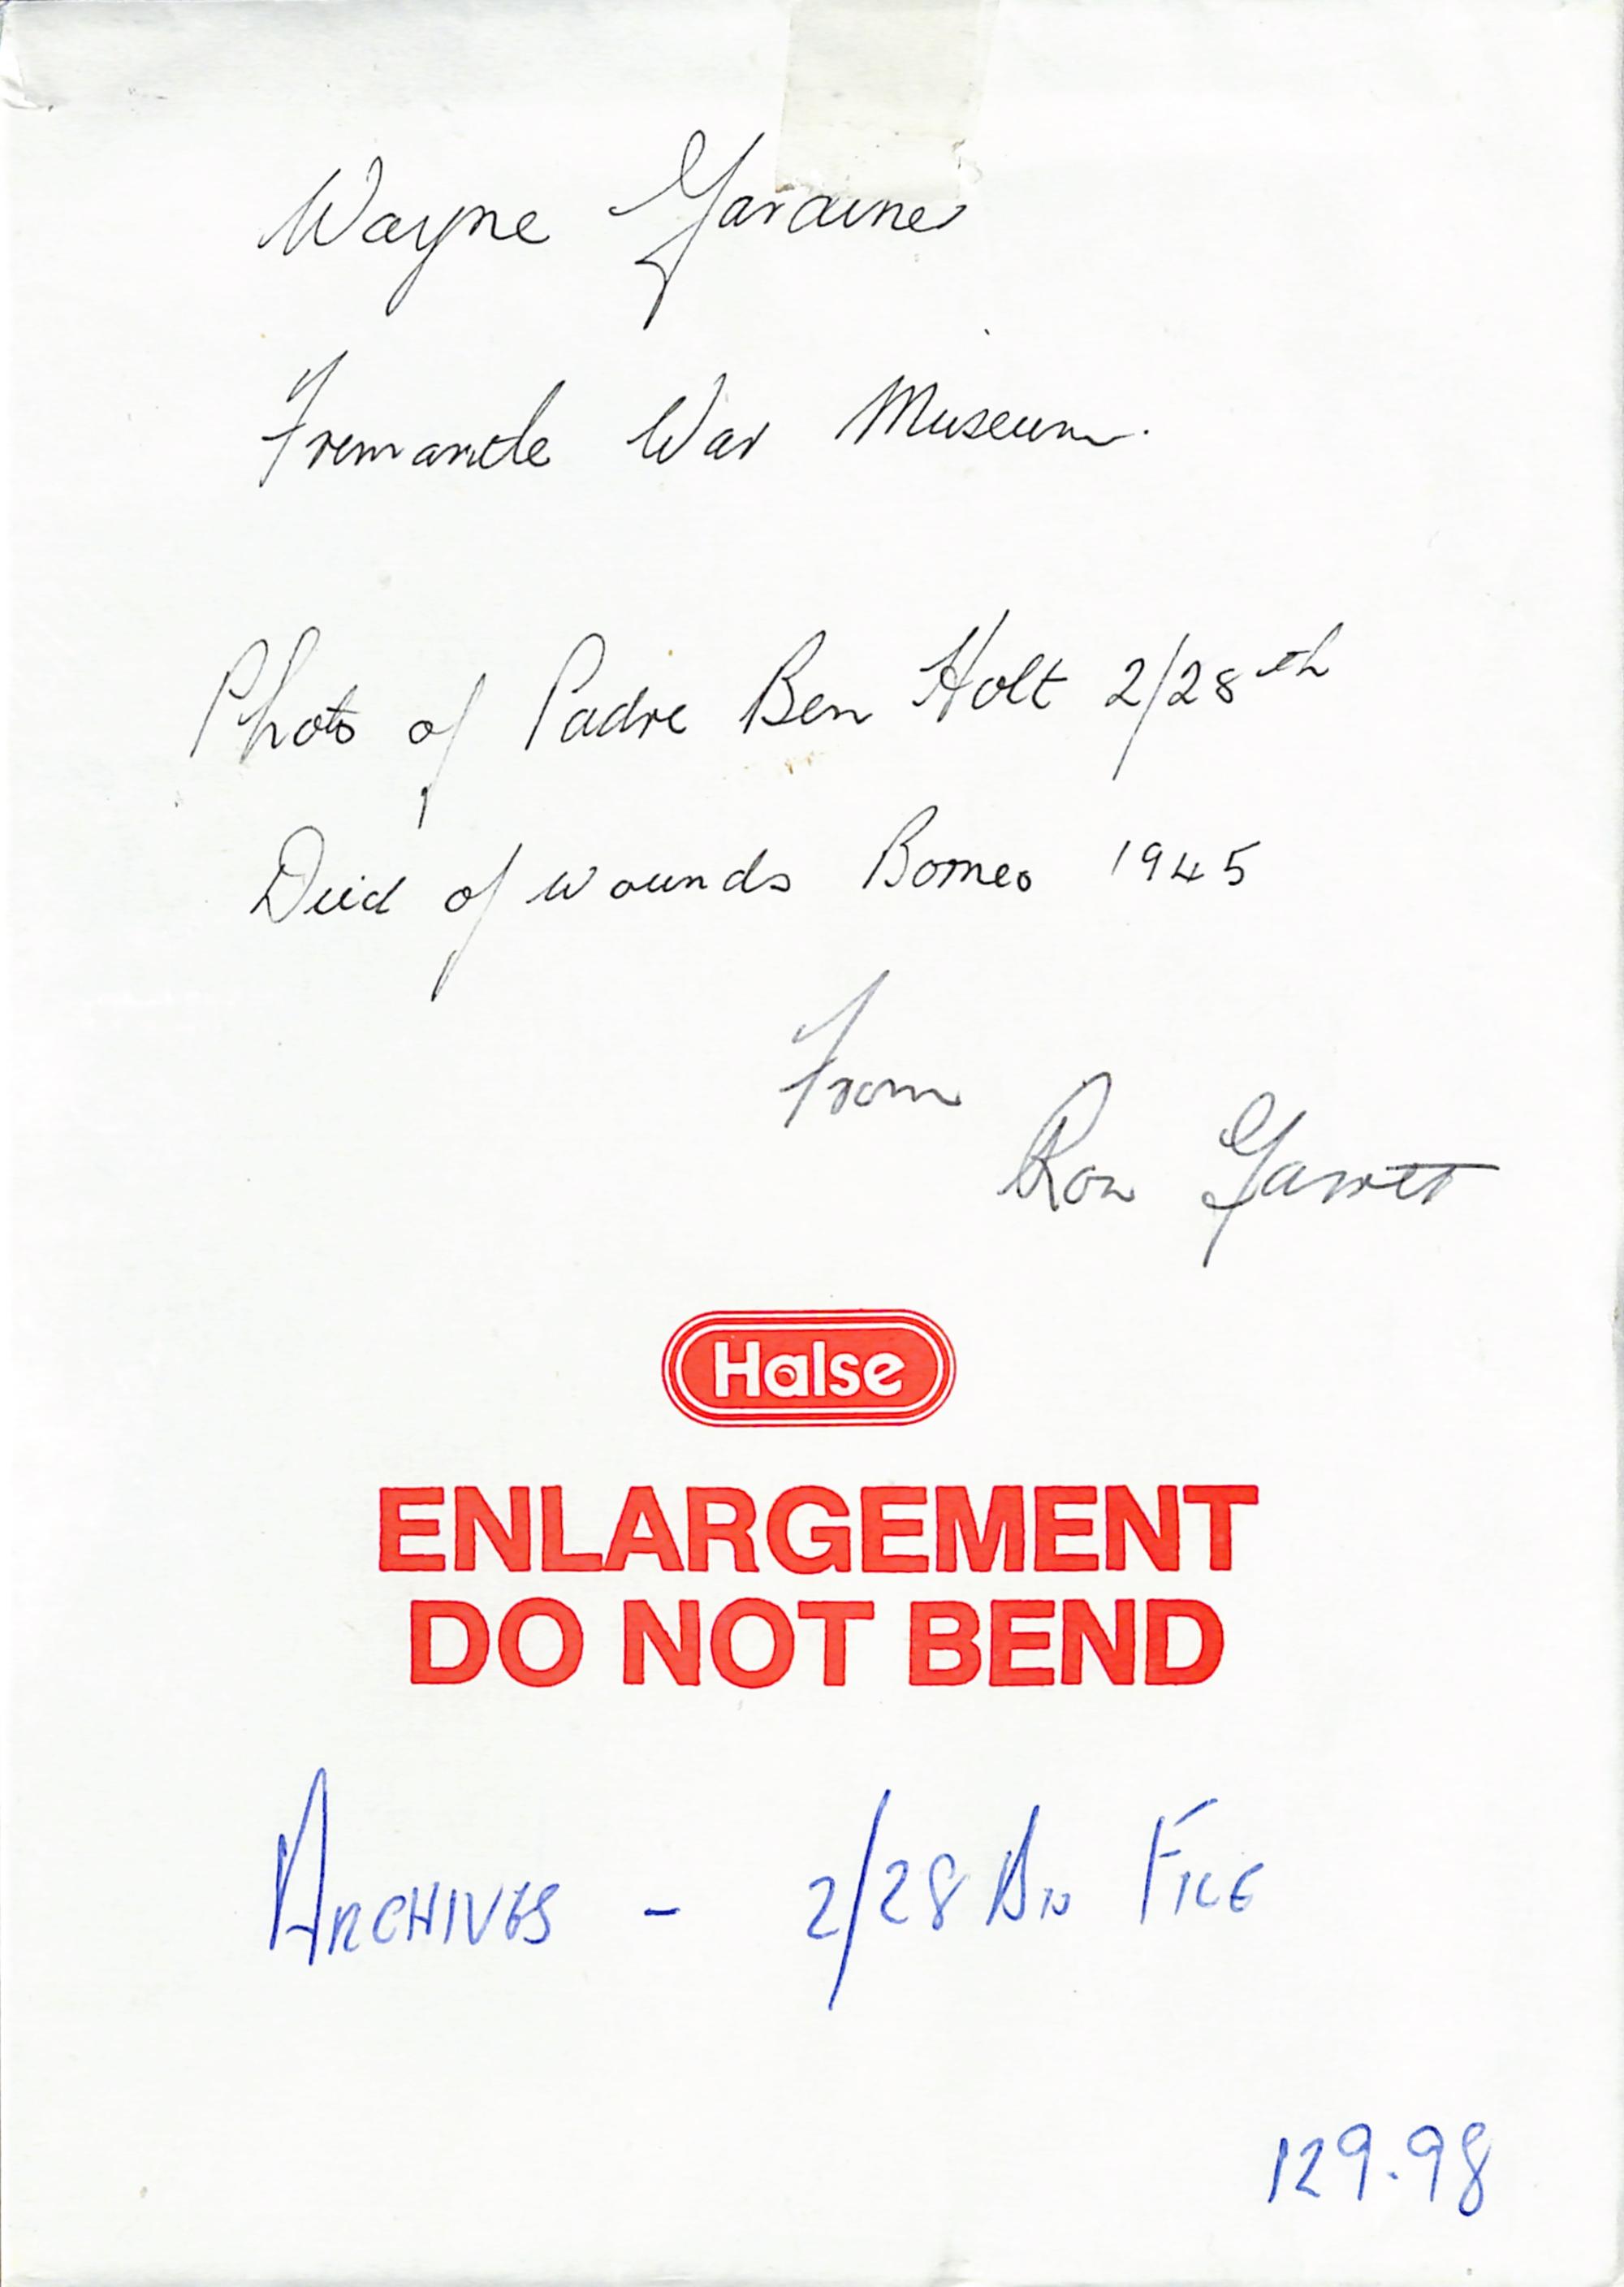 Wayne Gardiner
Fremantle War Museum.
Photo of Padre Ben Holt 2/28th
Died of wounds Borneo 1945
From
Ron Garrett
Halse
ENLARGEMENT
DO NOT BEND
ARCHIVES - 2/28 BN FILE
129.98